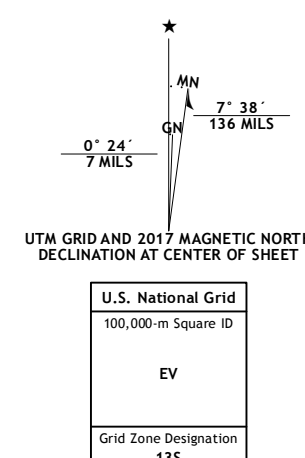 ★
MN
GN
7° 38´
136 MILS
0° 24´
7 MILS
UTM GRID AND 2017 MAGNETIC NORTH
DECLINATION AT CENTER OF SHEET
U.S. National Grid
100,000-m Square ID
EV
Grid Zone Designation
13S